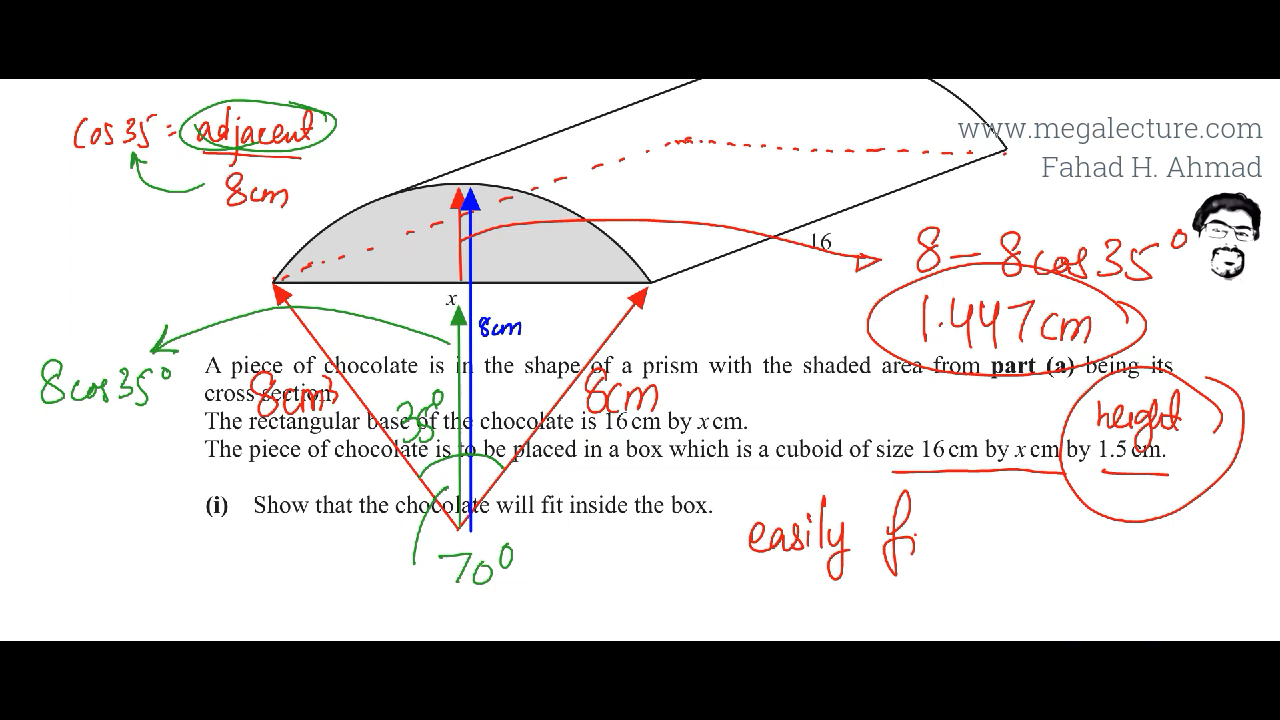 cos 35 = adjacent
8cm
www.megalecture.com
Fahad H. Ahmad
16
8 - 8cos35°
x
1.447cm
8cm
8cos35°
A piece of chocolate is in the shape of a prism with the shaded area from part (a) being its
cross section.
8cm
8cm
35°
The rectangular base of the chocolate is 16 cm by x cm.
height
The piece of chocolate is to be placed in a box which is a cuboid of size 16 cm by x cm by 1.5 cm.
(i) Show that the chocolate will fit inside the box.
easily fi
70°